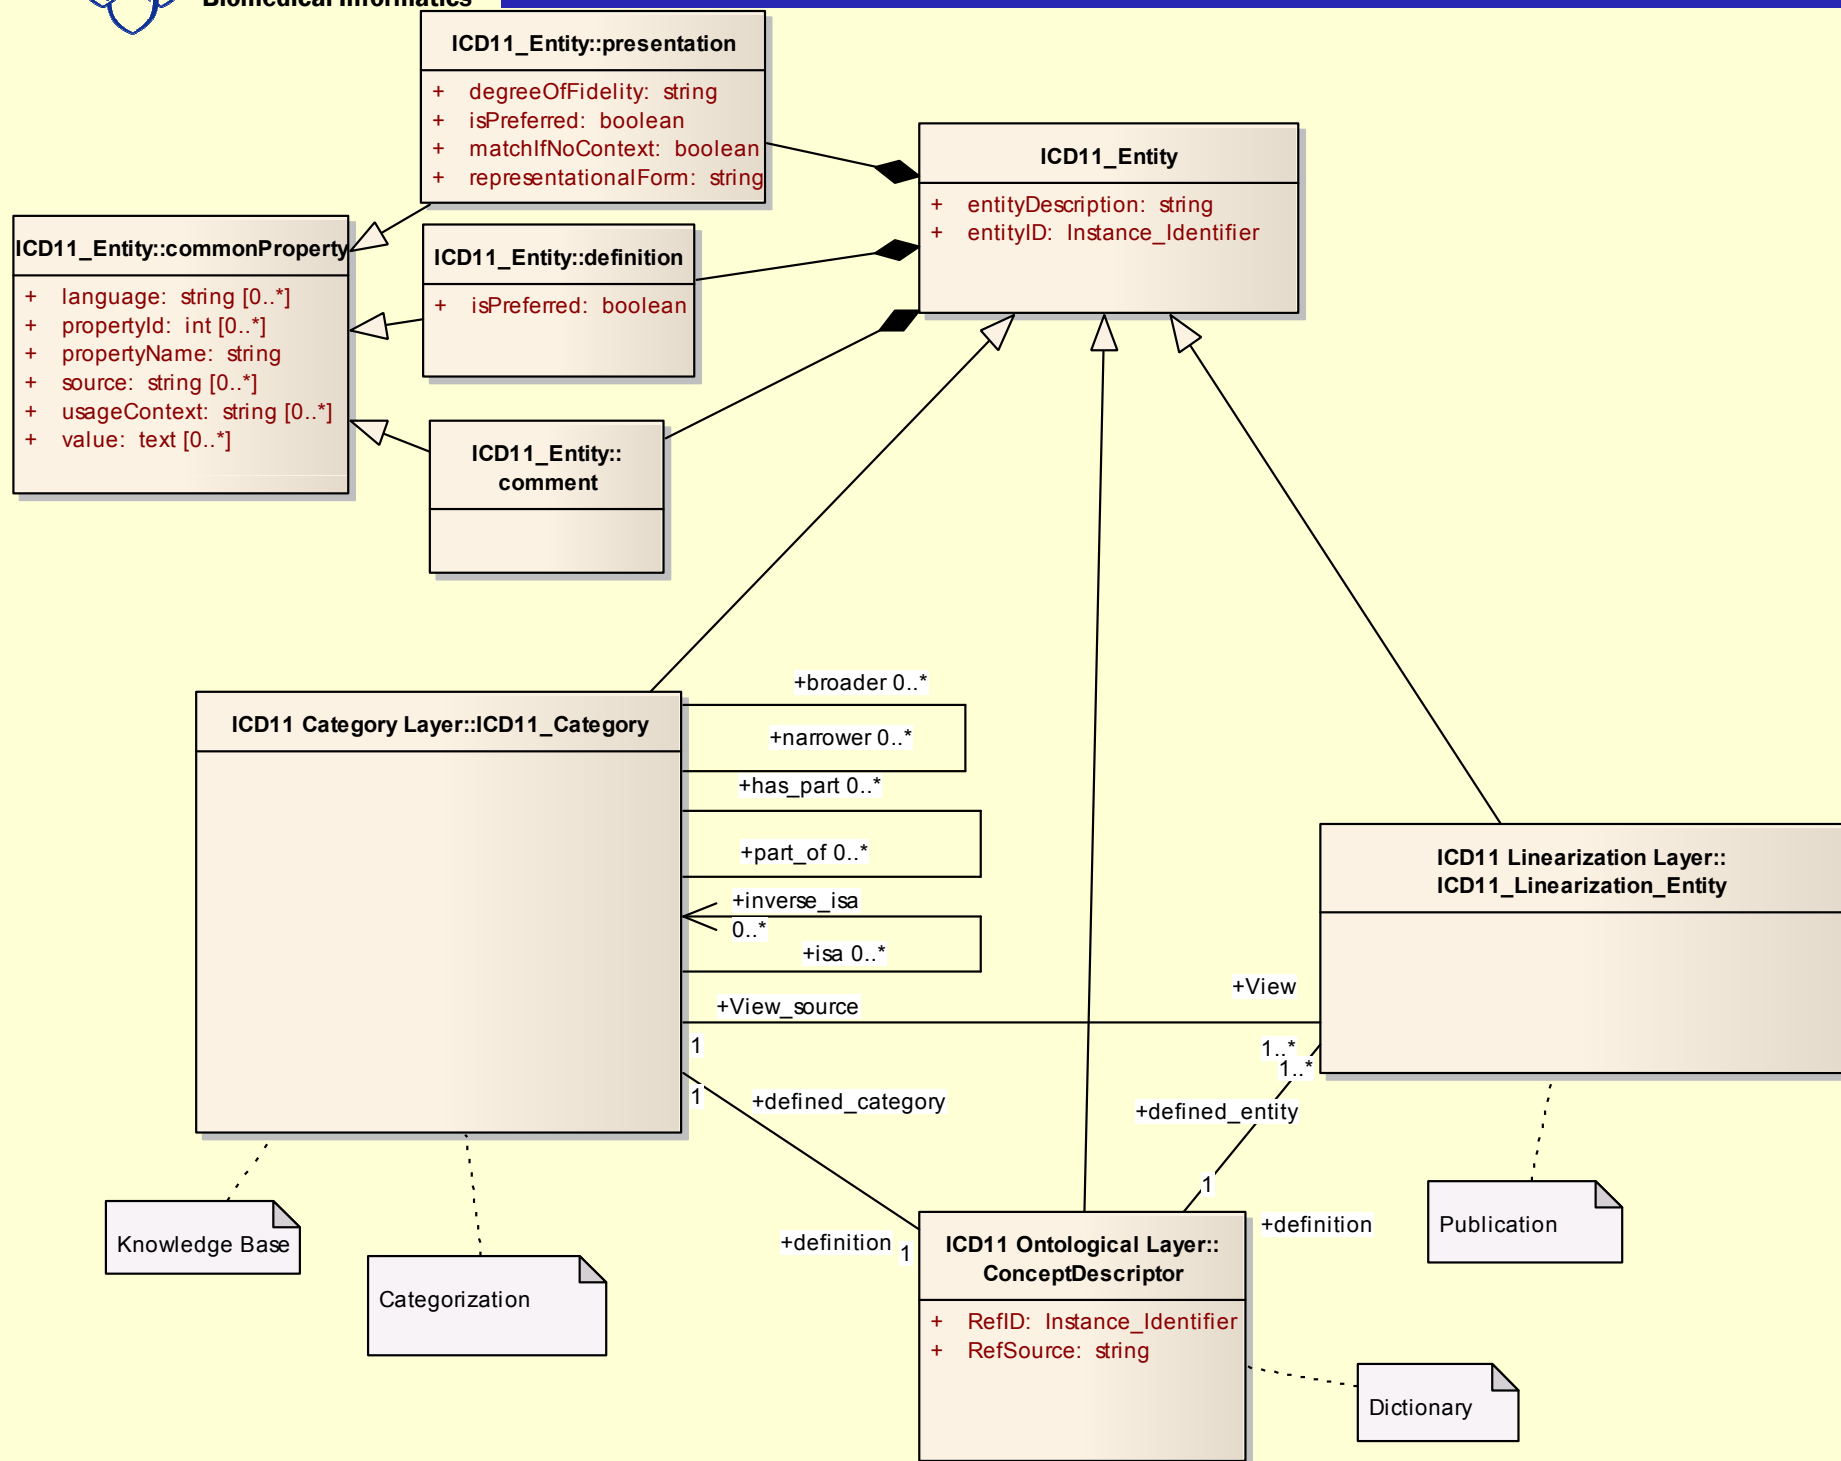 Biomedical Informatics
ICD11_Entity::presentation
+ degreeOfFidelity: string
+ isPreferred: boolean
+ matchIfNoContext: boolean
+ representationalForm: string
ICD11_Entity
+ entityDescription: string
+ entityID: Instance_Identifier
ICD11_Entity::commonProperty
+ language: string [0..*]
+ propertyId: int [0..*]
+ propertyName: string
+ source: string [0..*]
+ usageContext: string [0..*]
+ value: text [0..*]
ICD11_Entity::definition
+ isPreferred: boolean
ICD11_Entity::
comment
ICD11 Category Layer::ICD11_Category
+broader 0..*
+narrower 0..*
+has_part 0..*
+part_of 0..*
+inverse_isa
0..*
+isa 0..*
+View_source
1
+View
1..*
ICD11 Linearization Layer::
ICD11_Linearization_Entity
1
+defined_category
1..*
+defined_entity
1
+definition
+definition
1
ICD11 Ontological Layer::
ConceptDescriptor
+ RefID: Instance_Identifier
+ RefSource: string
Knowledge Base
Categorization
Publication
Dictionary